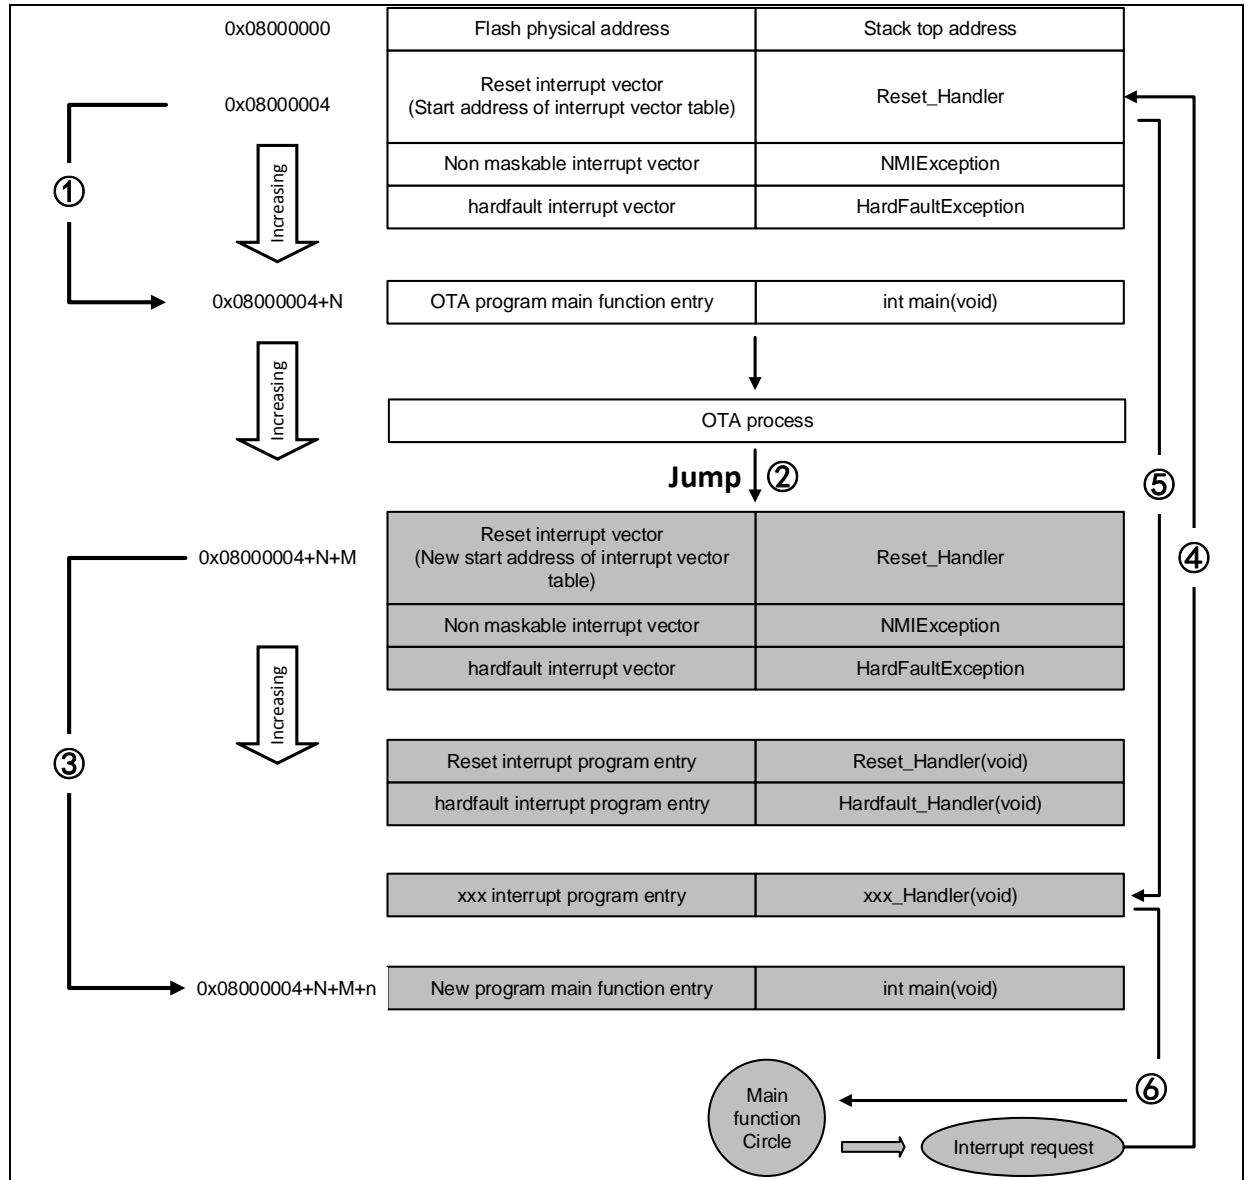 0x08000000
Flash physical address
Stack top address
0x08000004
Reset interrupt vector
(Start address of interrupt vector table)
Reset_Handler
Non maskable interrupt vector
NMIException
hardfault interrupt vector
HardFaultException
Increasing
①
0x08000004+N
OTA program main function entry
int main(void)
Increasing
OTA process
Jump
②
⑤
④
0x08000004+N+M
Reset interrupt vector
(New start address of interrupt vector
table)
Reset_Handler
Non maskable interrupt vector
NMIException
hardfault interrupt vector
HardFaultException
Increasing
③
Reset interrupt program entry
Reset_Handler(void)
hardfault interrupt program entry
Hardfault_Handler(void)
xxx interrupt program entry
xxx_Handler(void)
0x08000004+N+M+n
New program main function entry
int main(void)
⑥
Main
function
Circle
Interrupt request